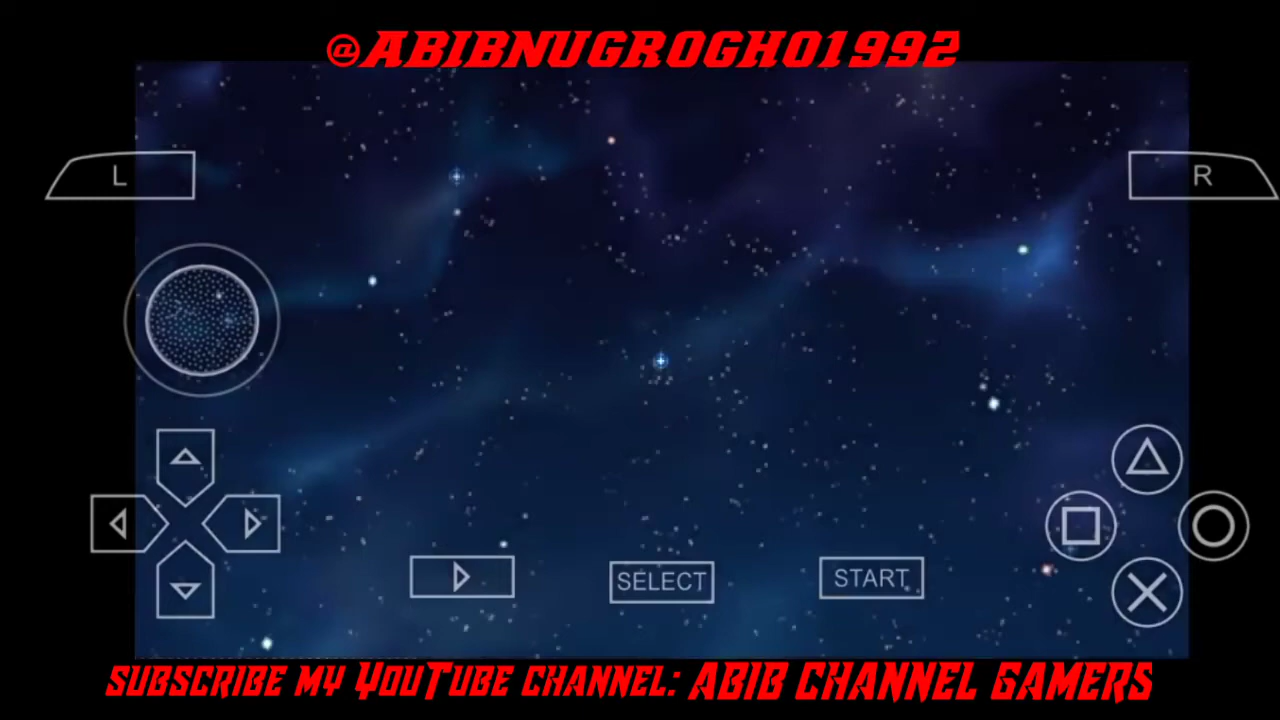 @ABIBNUGROGHO1992
L
R
SELECT
START
SUBSCRIBE MY YOUTUBE CHANNEL: ABIB CHANNEL GAMERS